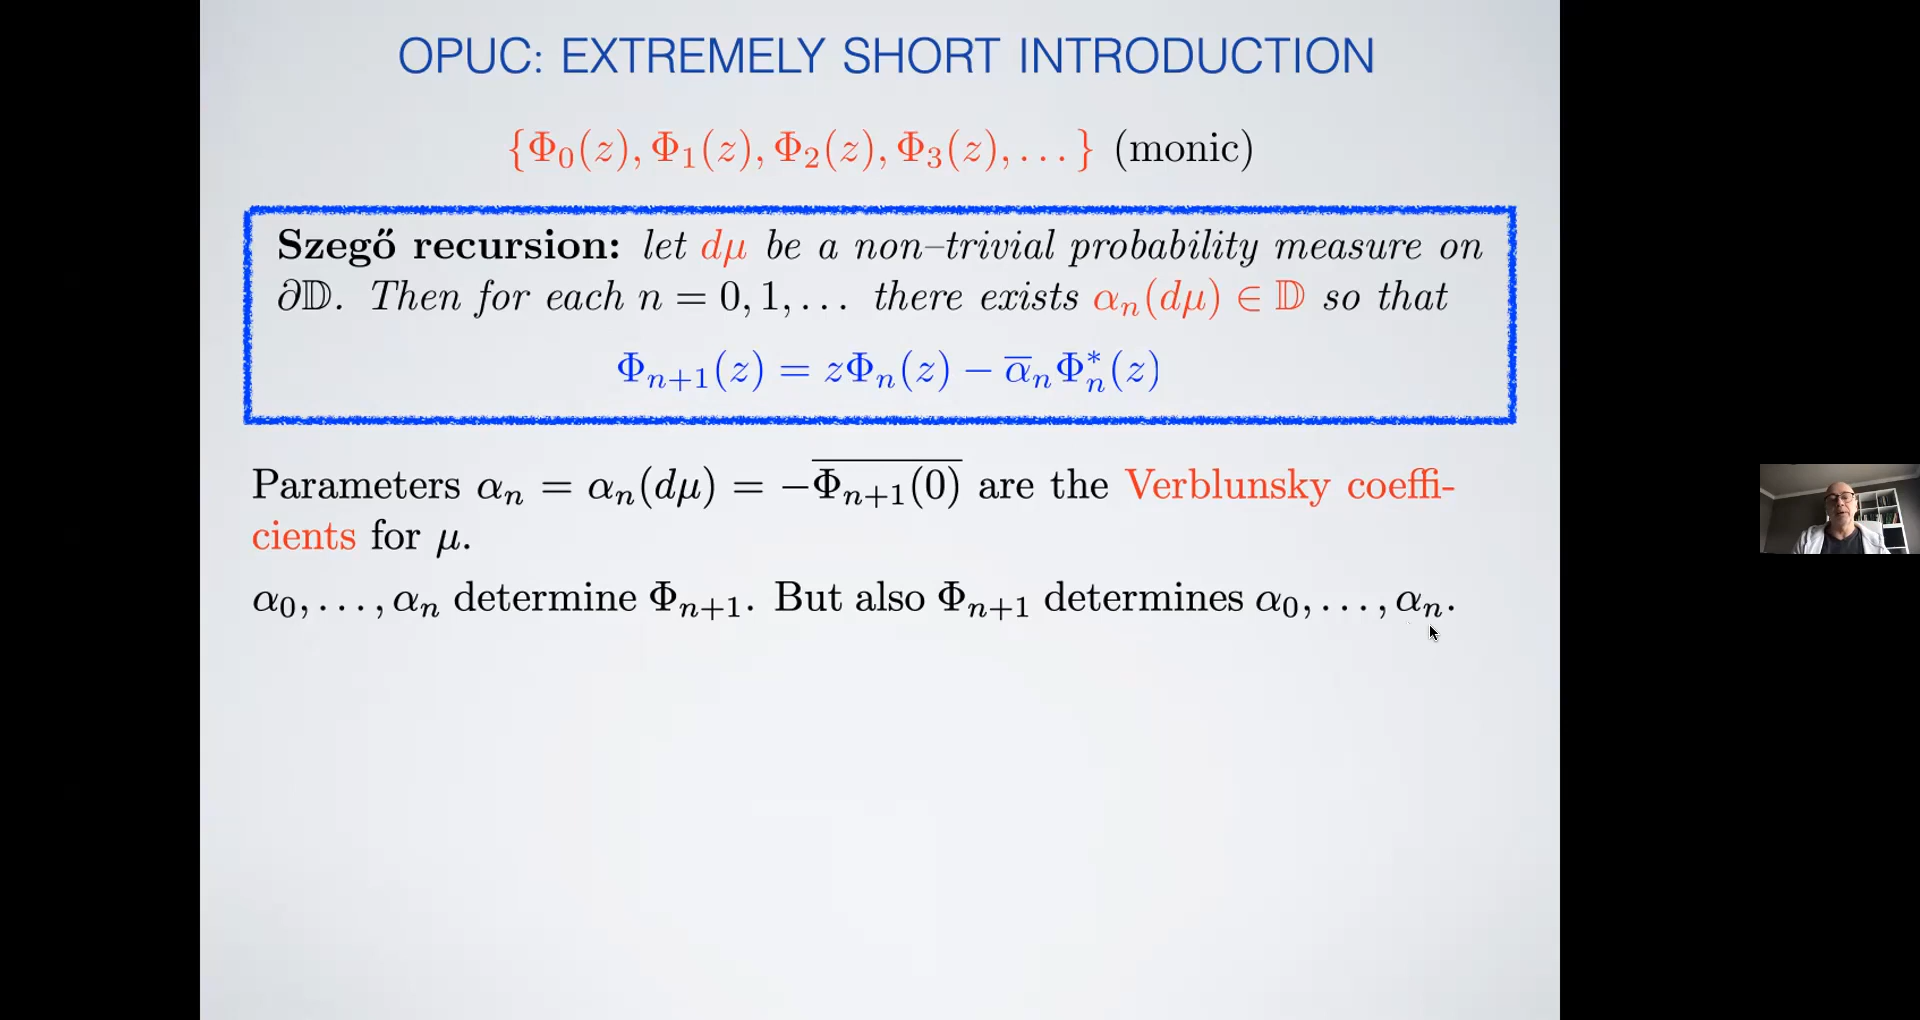 OPUC: EXTREMELY SHORT INTRODUCTION
{Φ₀(z), Φ₁(z), Φ₂(z), Φ₃(z), . . . } (monic)
Szegő recursion: let dμ be a non–trivial probability measure on
∂𝔻. Then for each n = 0, 1, . . . there exists αₙ(dμ) ∈ 𝔻 so that
Φₙ₊₁(z) = zΦₙ(z) − α̅ₙΦₙ*(z)
Parameters αₙ = αₙ(dμ) = −\overline{Φₙ₊₁(0)} are the Verblunsky coeffi-
cients for μ.
α₀, . . . , αₙ determine Φₙ₊₁. But also Φₙ₊₁ determines α₀, . . . , αₙ.